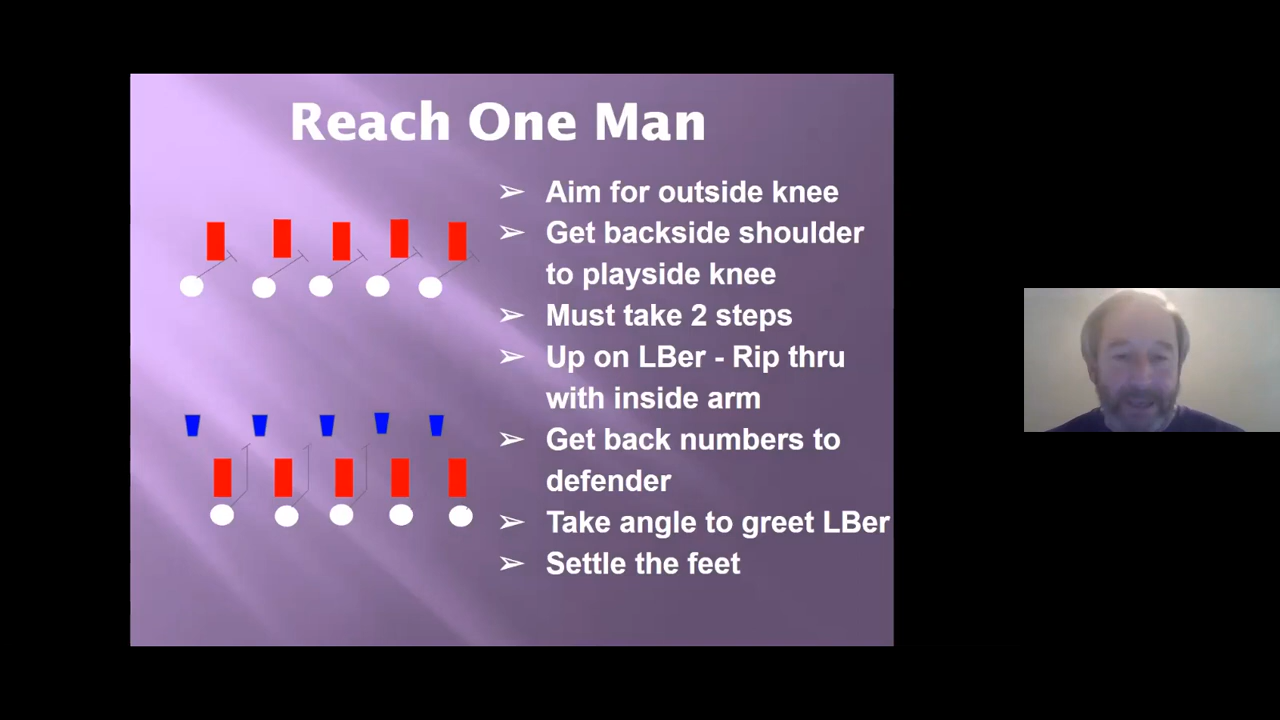 Reach One Man
➢ Aim for outside knee
➢ Get backside shoulder
to playside knee
➢ Must take 2 steps
➢ Up on LBer - Rip thru
with inside arm
➢ Get back numbers to
defender
➢ Take angle to greet LBer
➢ Settle the feet